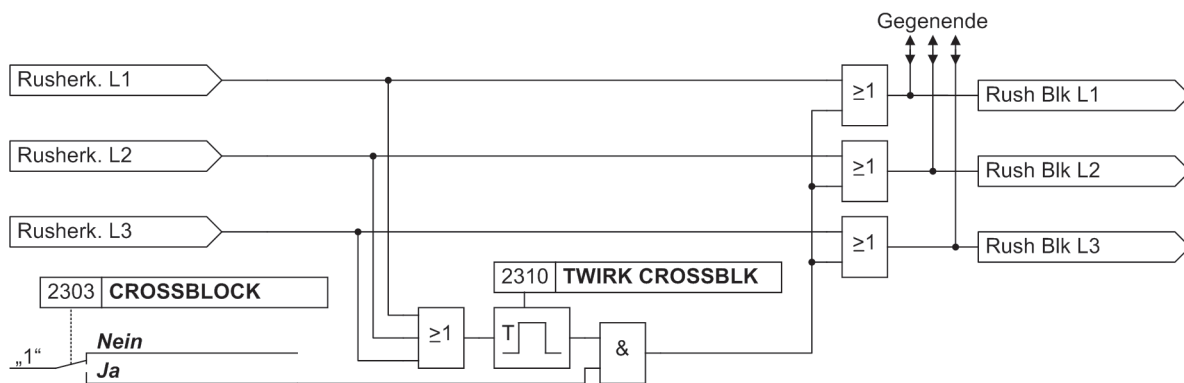 Gegenende
Rusherk. L1
≥1
Rush Blk L1
Rusherk. L2
≥1
Rush Blk L2
Rusherk. L3
≥1
Rush Blk L3
2303 CROSSBLOCK
2310 TWIRK CROSSBLK
≥1
T
&
„1“
Nein
Ja